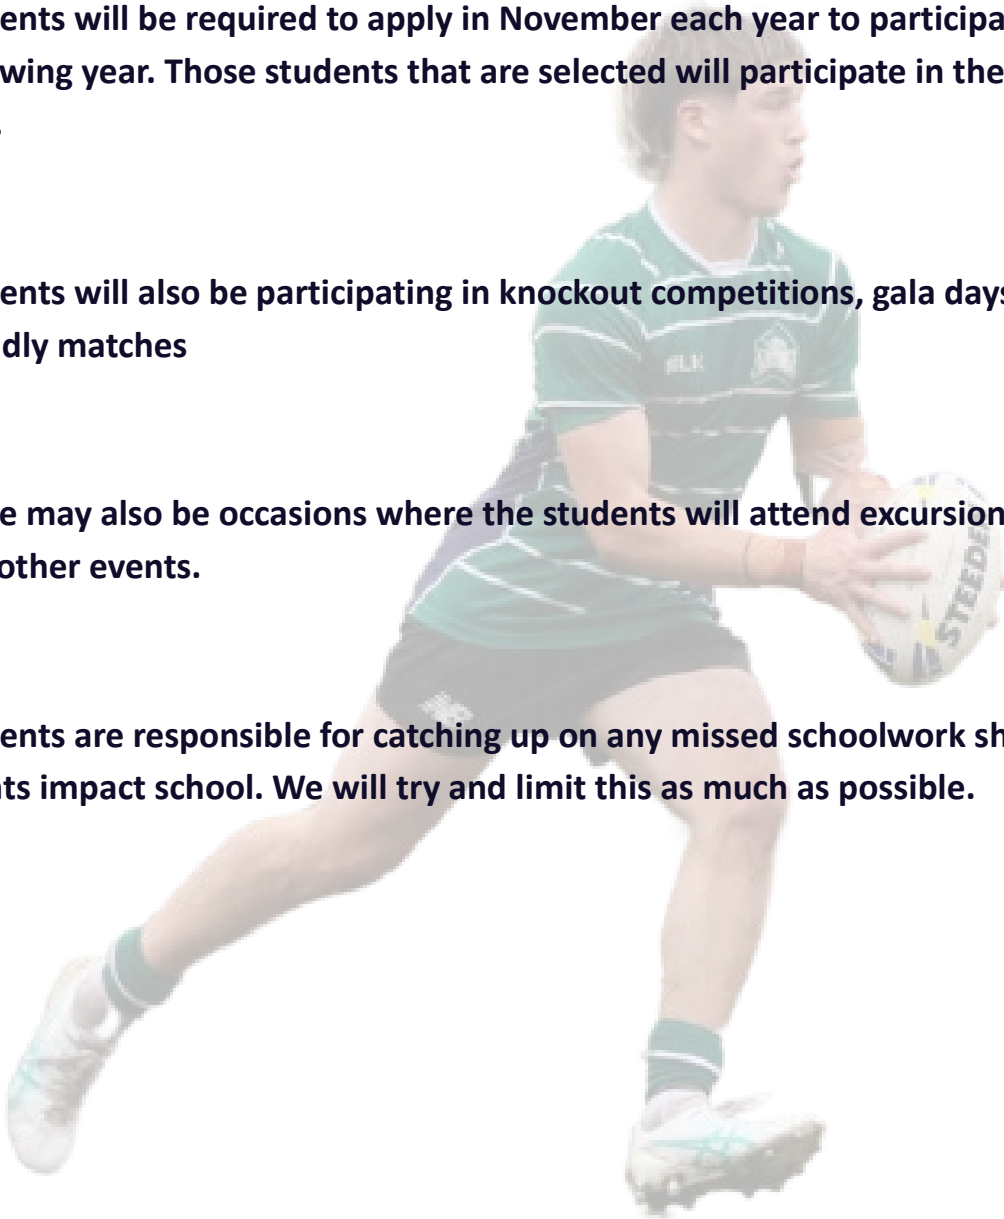 ents will be required to apply in November each year to participa
wing year. Those students that are selected will participate in the
ents will also be participating in knockout competitions, gala days
dly matches
BLK
e may also be occasions where the students will attend excursion
other events.
STEEDE
ents are responsible for catching up on any missed schoolwork sh
ts impact school. We will try and limit this as much as possible.